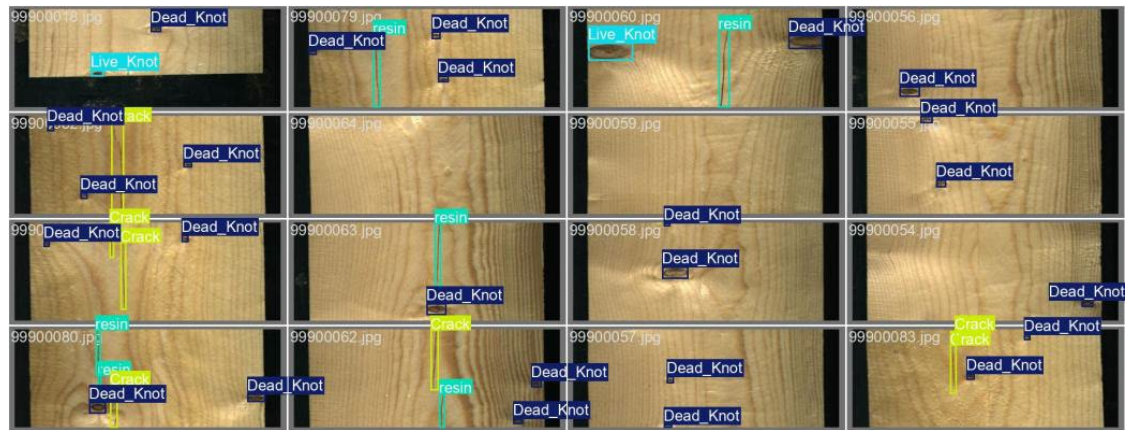 99900018.jpg
Dead_Knot
Live_Knot
99900079.jpg
resin
Dead_Knot
Dead_Knot
Dead_Knot
99900060.jpg
Live_Knot
resin
Dead_Knot
99900056.jpg
Dead_Knot
Dead_Knot
Dead_Knot
Dead_Knot
Dead_Knot
99900064.jpg
99900059.jpg
99900055.jpg
Dead_Knot
Dead_Knot
Crack
Crack
Dead_Knot
99900063.jpg
resin
Dead_Knot
99900058.jpg
Dead_Knot
Dead_Knot
99900054.jpg
Dead_Knot
99900080.jpg
resin
resin
Crack
Dead_Knot
Dead_Knot
99900062.jpg
Crack
resin
Dead_Knot
Dead_Knot
99900057.jpg
Dead_Knot
Dead_Knot
99900083.jpg
Crack
Crack
Dead_Knot
Dead_Knot